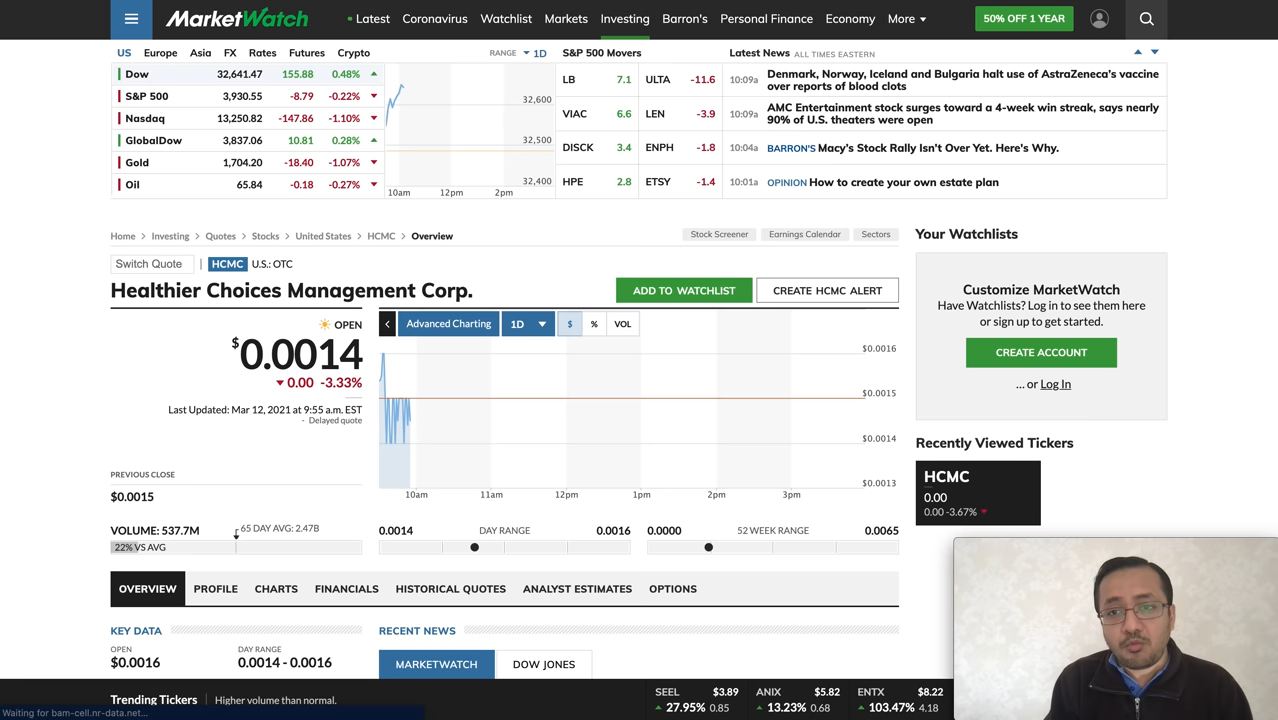 MarketWatch
Latest Coronavirus Watchlist Markets Investing Barron's Personal Finance Economy More
50% OFF 1 YEAR
US Europe Asia FX Rates Futures Crypto
RANGE 1D
Dow 32,641.47 155.88 0.48%
S&P 500 3,930.55 -8.79 -0.22%
Nasdaq 13,250.82 -147.86 -1.10%
GlobalDow 3,837.06 10.81 0.28%
Gold 1,704.20 -18.40 -1.07%
Oil 65.84 -0.18 -0.27%
32,600
32,500
32,400
10am 12pm 2pm
S&P 500 Movers
LB 7.1 ULTA -11.6
VIAC 6.6 LEN -3.9
DISCK 3.4 ENPH -1.8
HPE 2.8 ETSY -1.4
Latest News ALL TIMES EASTERN
10:09a Denmark, Norway, Iceland and Bulgaria halt use of AstraZeneca's vaccine
over reports of blood clots
10:09a AMC Entertainment stock surges toward a 4-week win streak, says nearly
90% of U.S. theaters were open
10:04a BARRON'S Macy's Stock Rally Isn't Over Yet. Here's Why.
10:01a OPINION How to create your own estate plan
Home > Investing > Quotes > Stocks > United States > HCMC > Overview
Stock Screener Earnings Calendar Sectors
Switch Quote | HCMC U.S.: OTC
Healthier Choices Management Corp.
ADD TO WATCHLIST CREATE HCMC ALERT
OPEN
$0.0014
0.00 -3.33%
Last Updated: Mar 12, 2021 at 9:55 a.m. EST
- Delayed quote
PREVIOUS CLOSE
$0.0015
VOLUME: 537.7M 65 DAY AVG: 2.47B
22% VS AVG
Advanced Charting 1D $ % VOL
$0.0016
$0.0015
$0.0014
$0.0013
10am 11am 12pm 1pm 2pm 3pm
0.0014 DAY RANGE 0.0016
0.0000 52 WEEK RANGE 0.0065
OVERVIEW PROFILE CHARTS FINANCIALS HISTORICAL QUOTES ANALYST ESTIMATES OPTIONS
KEY DATA
OPEN
$0.0016
DAY RANGE
0.0014 - 0.0016
RECENT NEWS
MARKETWATCH DOW JONES
Your Watchlists
Customize MarketWatch
Have Watchlists? Log in to see them here
or sign up to get started.
CREATE ACCOUNT
... or Log In
Recently Viewed Tickers
HCMC
0.00
0.00 -3.67%
Trending Tickers | Higher volume than normal.
SEEL $3.89
27.95% 0.85
ANIX $5.82
13.23% 0.68
ENTX $8.22
103.47% 4.18
Waiting for bam-cell.nr-data.net...